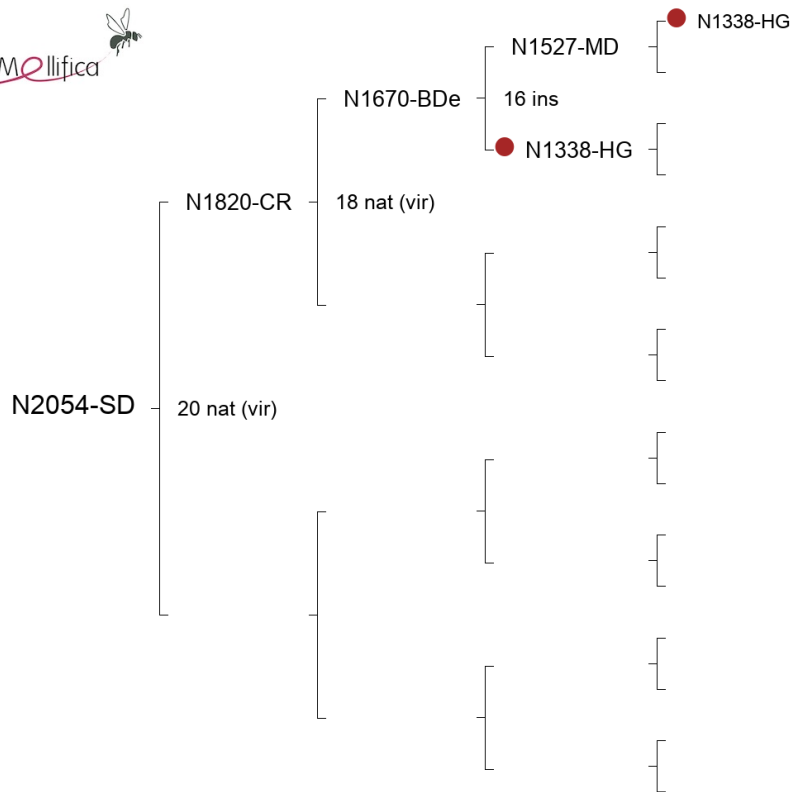 Mellifica
N1338-HG
N1527-MD
N1670-BDe
16 ins
N1338-HG
N1820-CR
18 nat (vir)
N2054-SD
20 nat (vir)